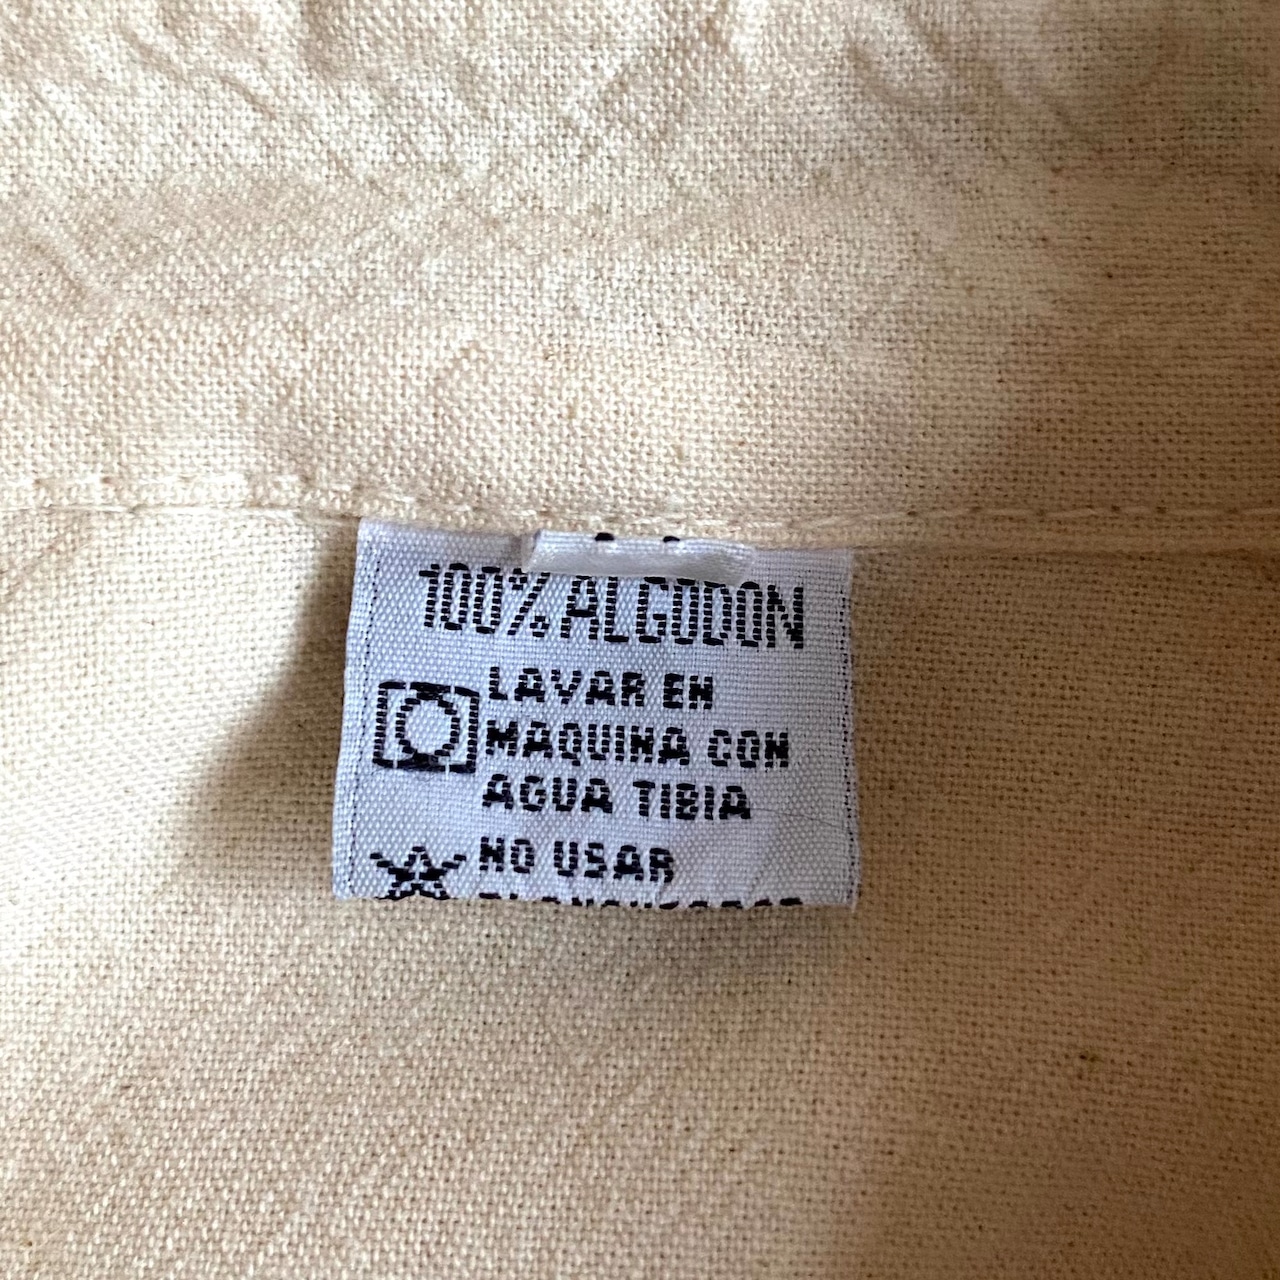 100% ALGODON
LAVAR EN
MAQUINA CON
AGUA TIBIA
NO USAR